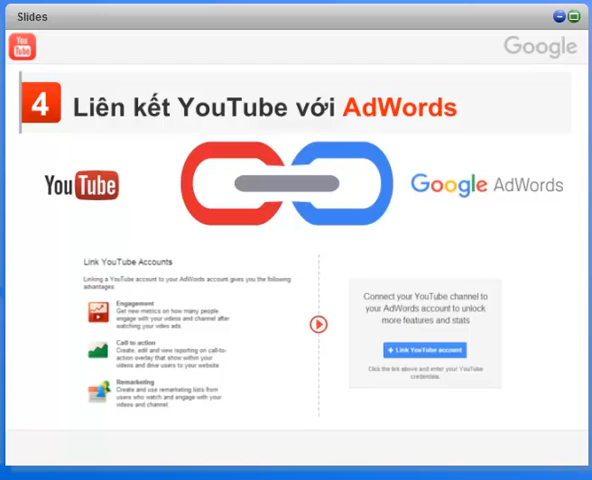 Slides
You
Tube
Google
4 Liên kết YouTube với AdWords
YouTube
Google AdWords
Link YouTube Accounts
Linking a YouTube account to your AdWords account gives you the following
advantages:
Engagement
Get new metrics on how many people
engage with your videos and channel after
watching your video ads.
Call to action
Create, edit and view reporting on call-to-
action overlay that show within your
videos and drive users to your website.
Remarketing
Create and use remarketing lists from
users who watch and engage with your
videos and channel.
Connect your YouTube channel to
your AdWords account to unlock
more features and stats
+ Link YouTube account
Click the link above and enter your YouTube
credentials.